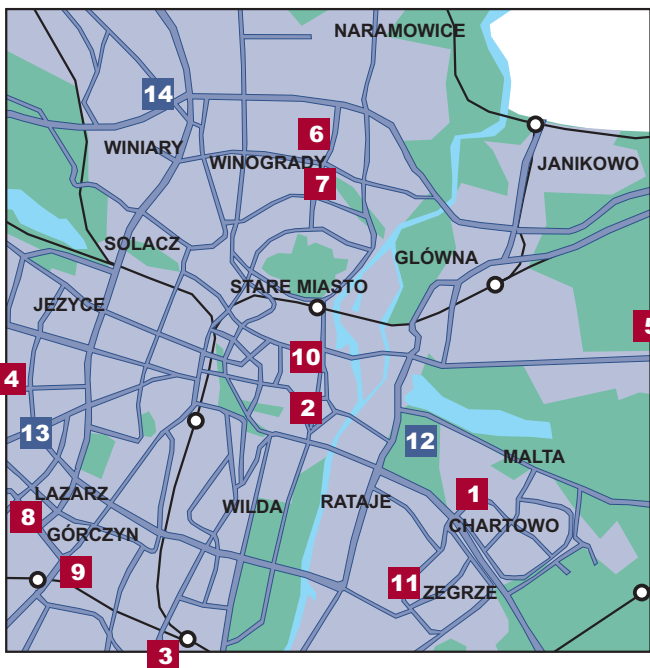 NARAMOWICE
14
6
WINIARY
WINOGRADY
JANIKOWO
7
SOLACZ
GLÓWNA
STARE MIASTO
JEZYCE
5
10
4
2
13
12
MALTA
LAZARZ
1
WILDA
RATAJE
8
CHARTOWO
GÓRCZYN
9
11
ZEGRZE
3